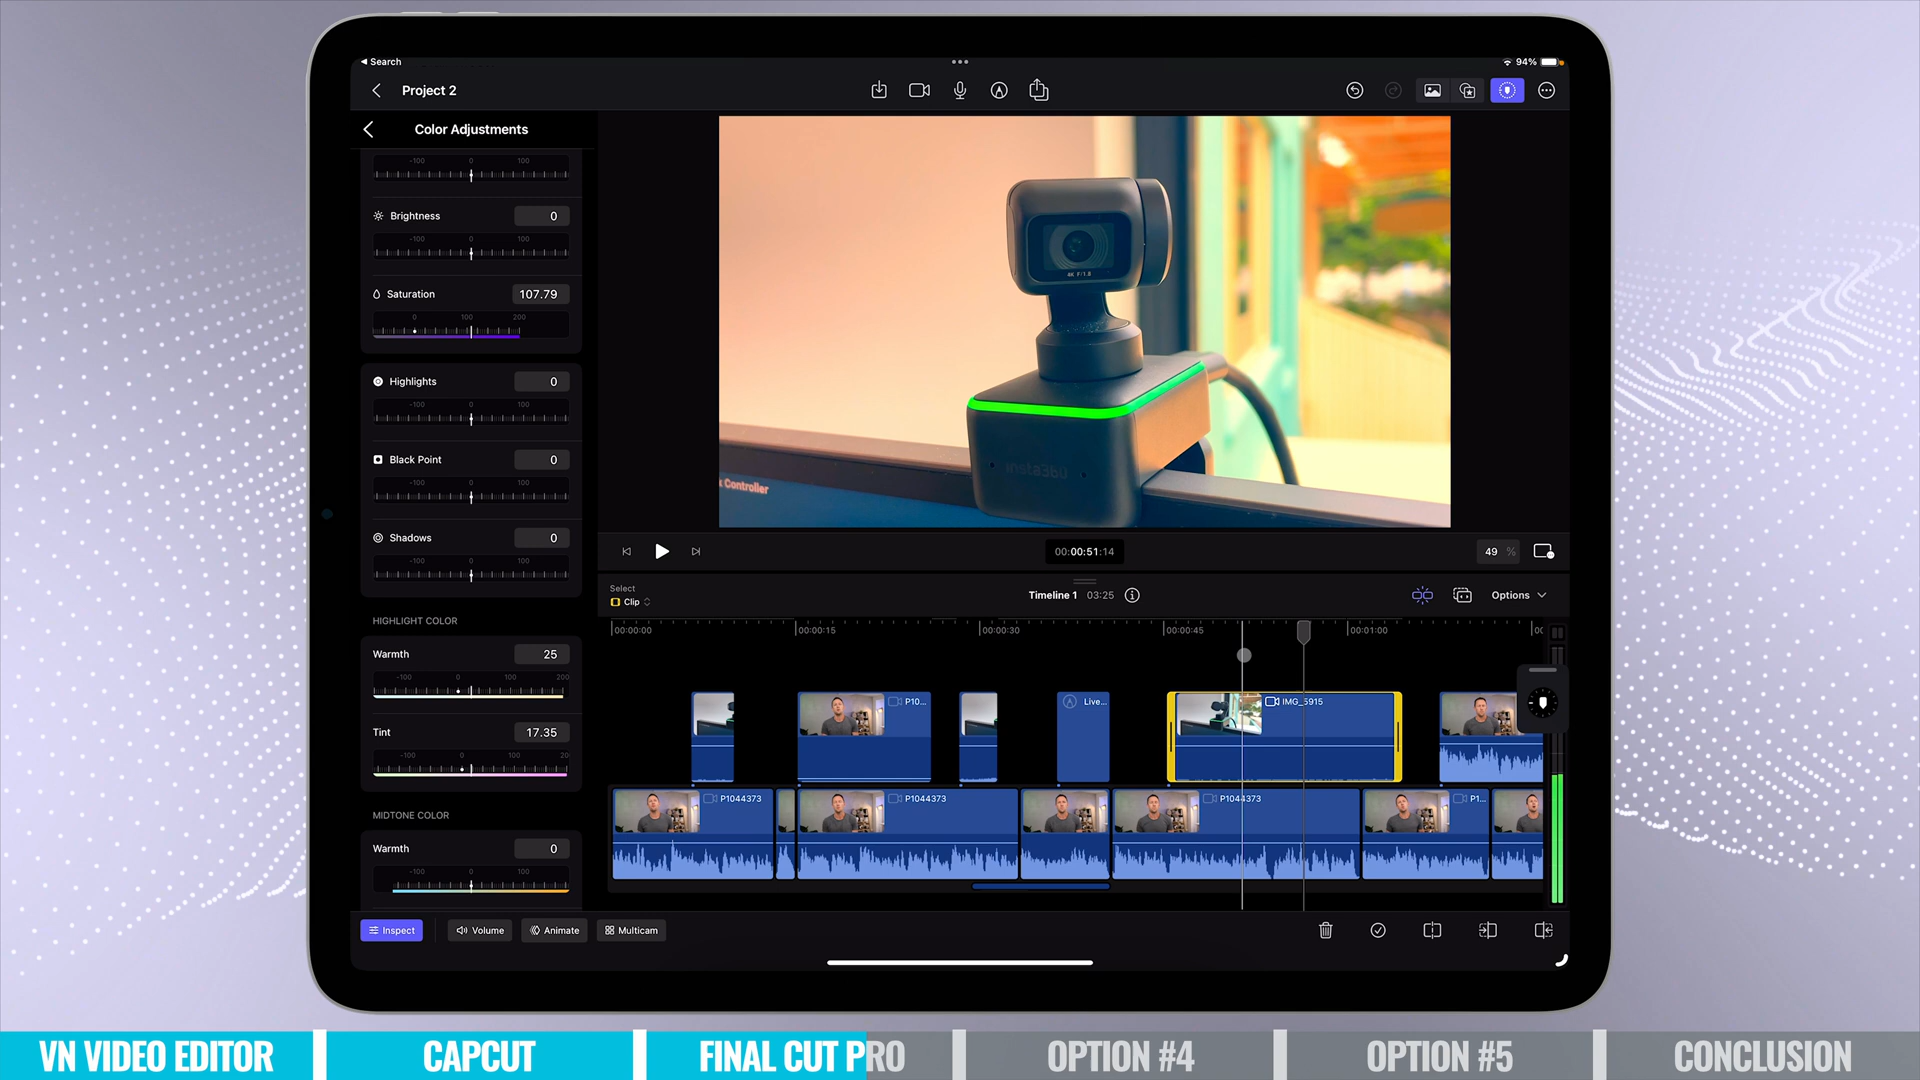 Search
94%
Project 2
Color Adjustments
-100 0 100
Brightness 0
-100 0 100
Saturation 107.79
0 100 200
Highlights 0
-100 0 100
Black Point 0
-100 0 100
Shadows 0
-100 0 100
HIGHLIGHT COLOR
Warmth 25
-100 0 100 200
Tint 17.35
-100 0 100 20
MIDTONE COLOR
Warmth 0
-100 0 100
4K F/1.8
Insta360
k Controller
00:00:51:14
49 %
Select
Clip
Timeline 1 03:25
Options
00:00:00 00:00:15 00:00:30 00:00:45 00:01:00 00
P10... Live... IMG_5915
P1044373 P1044373 P1044373 P1...
Inspect Volume Animate Multicam
VN VIDEO EDITOR CAPCUT FINAL CUT PRO OPTION #4 OPTION #5 CONCLUSION